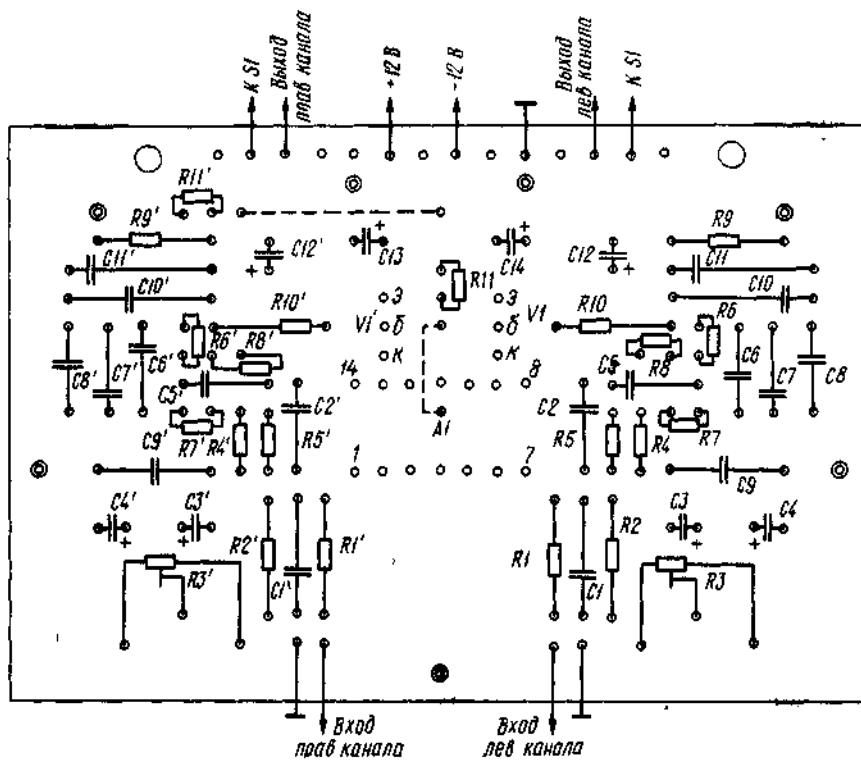 К S1
Выход
прав канала
+12 В
-12 В
Выход
лев канала
К S1
R11'
R9'
C11'
C10'
C12'
+
+
C13
+
C14
R11
C12
+
R9
C11
C10
R10'
V1'
Э
б
К
Э
б
К
V1
R10
R6
R6'
R8'
C8'
C7'
C6'
C5'
14
8
C5
R8
C6
C7
C8
C2'
R7'
R4'
R5'
A1
C2
R5
R4
R7
C9'
1
7
C9
C4'
+
C3'
+
R2'
R1'
R1
R2
C3
+
C4
+
R3'
C1'
C1
R3
Вход
прав канала
Вход
лев канала